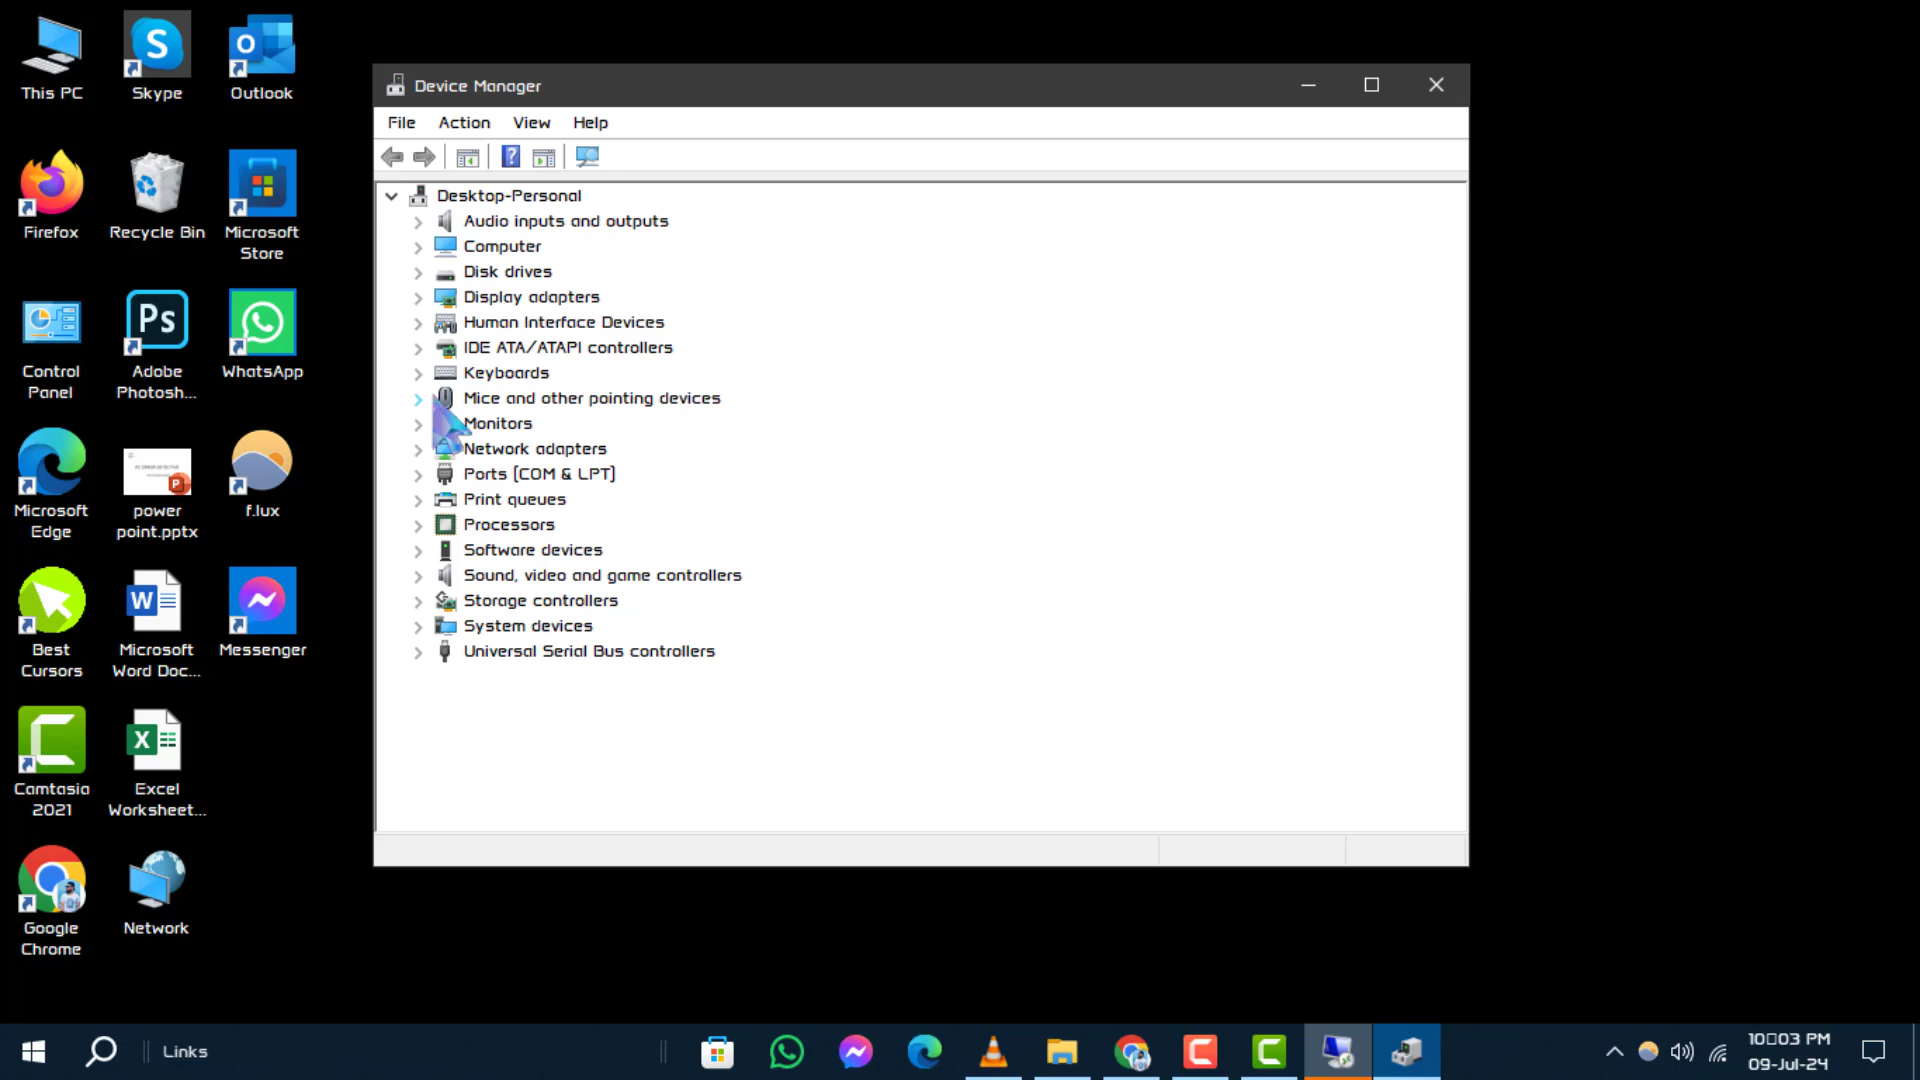 This PC
Skype
Outlook
Firefox
Recycle Bin
Microsoft
Store
Control
Panel
Adobe
Photosh...
WhatsApp
Microsoft
Edge
power
point.pptx
f.lux
Best
Cursors
Microsoft
Word Doc...
Messenger
Camtasia
2021
Excel
Worksheet...
Google
Chrome
Network
Device Manager
File Action View Help
Desktop-Personal
Audio inputs and outputs
Computer
Disk drives
Display adapters
Human Interface Devices
IDE ATA/ATAPI controllers
Keyboards
Mice and other pointing devices
Monitors
Network adapters
Ports (COM & LPT)
Print queues
Processors
Software devices
Sound, video and game controllers
Storage controllers
System devices
Universal Serial Bus controllers
Links
10□03 PM
09-Jul-24